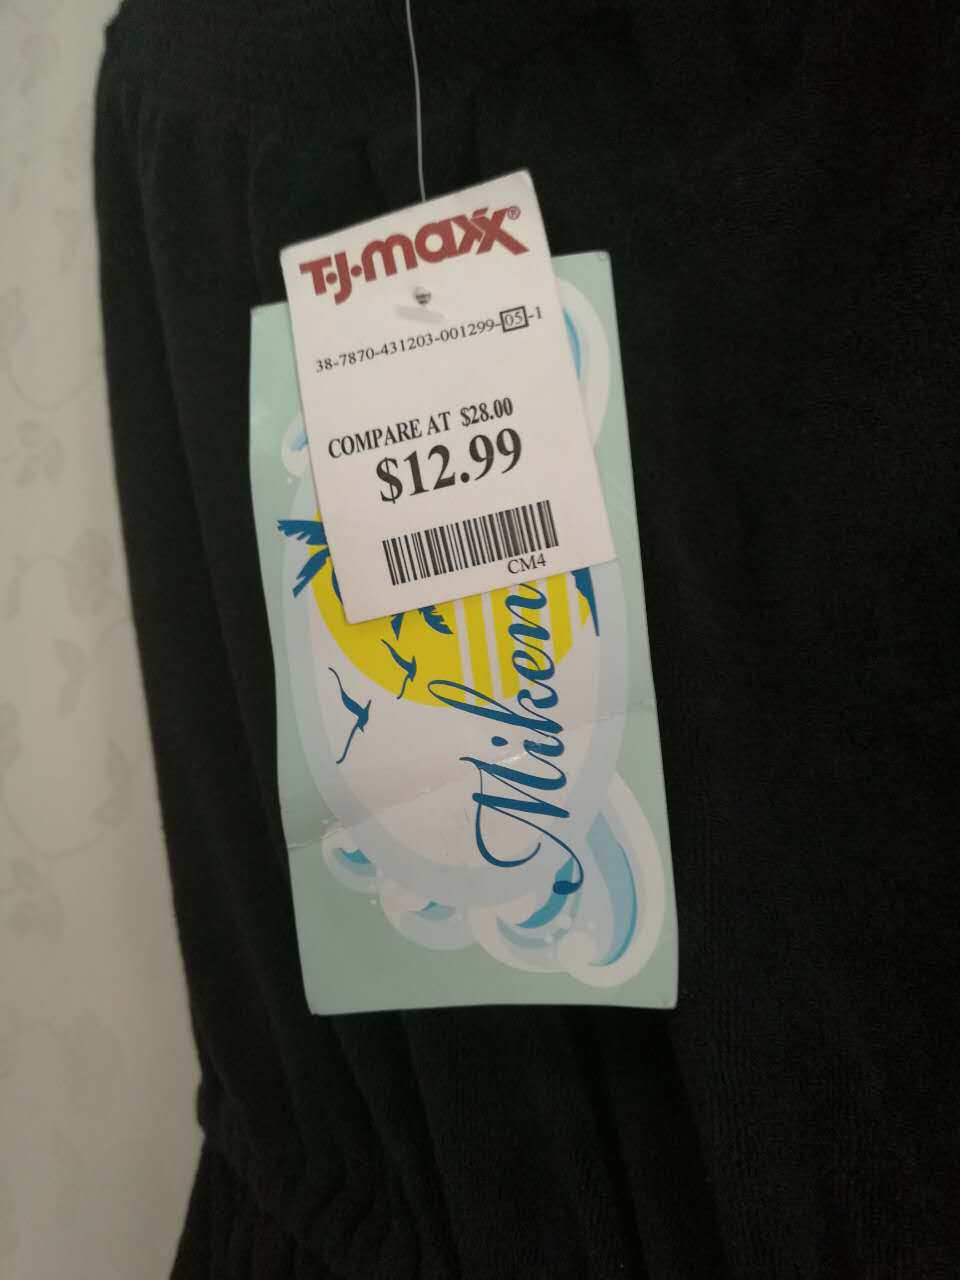 T·J·maxx®
38-7870-431203-001299-05-1
COMPARE AT $28.00
$12.99
CM4
Miken